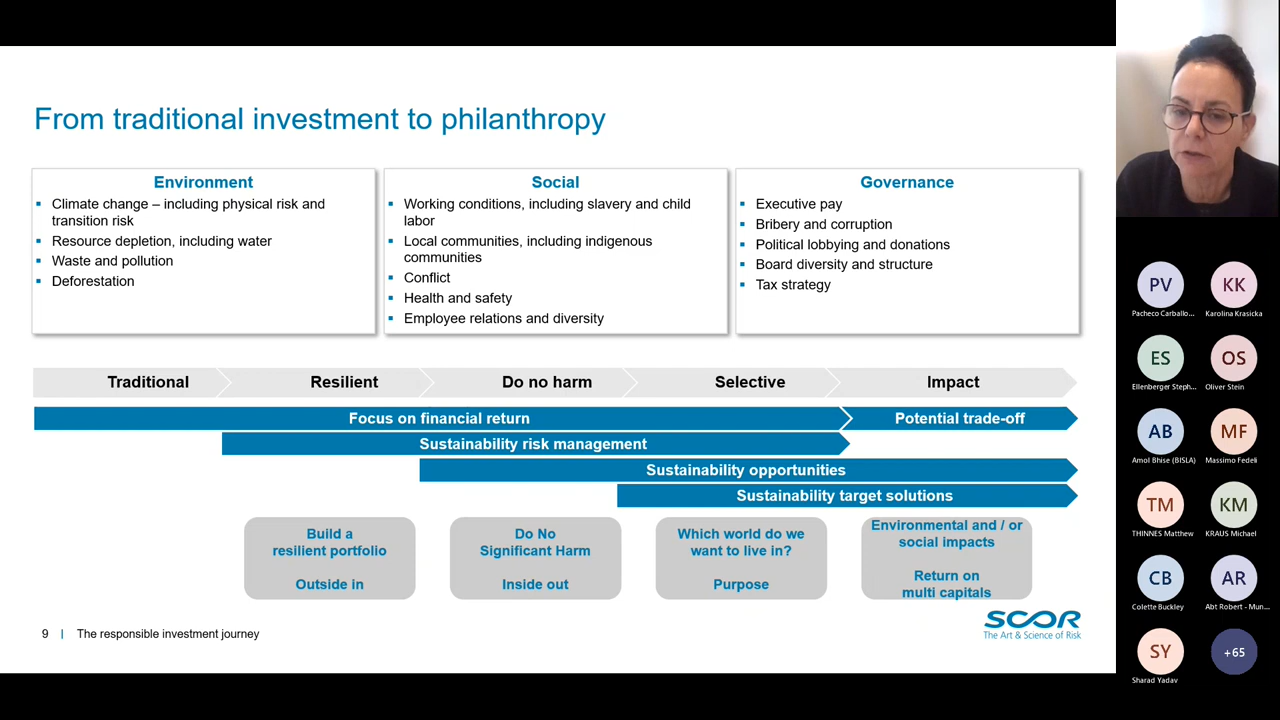 From traditional investment to philanthropy
Environment
▪ Climate change – including physical risk and
transition risk
▪ Resource depletion, including water
▪ Waste and pollution
▪ Deforestation
Social
▪ Working conditions, including slavery and child
labor
▪ Local communities, including indigenous
communities
▪ Conflict
▪ Health and safety
▪ Employee relations and diversity
Governance
▪ Executive pay
▪ Bribery and corruption
▪ Political lobbying and donations
▪ Board diversity and structure
▪ Tax strategy
Traditional
Resilient
Do no harm
Selective
Impact
Focus on financial return
Potential trade-off
Sustainability risk management
Sustainability opportunities
Sustainability target solutions
Build a
resilient portfolio
Outside in
Do No
Significant Harm
Inside out
Which world do we
want to live in?
Purpose
Environmental and / or
social impacts
Return on
multi capitals
9 | The responsible investment journey
SCOR
The Art & Science of Risk
PV
Pacheco Carballo...
KK
Karolina Krasicka
ES
Ellenberger Steph...
OS
Oliver Stein
AB
Amol Bhise (BISLA)
MF
Massimo Fedeli
TM
THINNES Matthew
KM
KRAUS Michael
CB
Colette Buckley
AR
Abt Robert - Mun...
SY
Sharad Yadav
+65